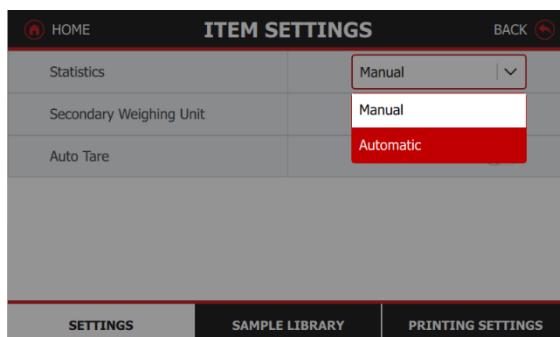 HOME
ITEM SETTINGS
BACK
Statistics
Manual
Secondary Weighing Unit
Manual
Auto Tare
Automatic
SETTINGS
SAMPLE LIBRARY
PRINTING SETTINGS